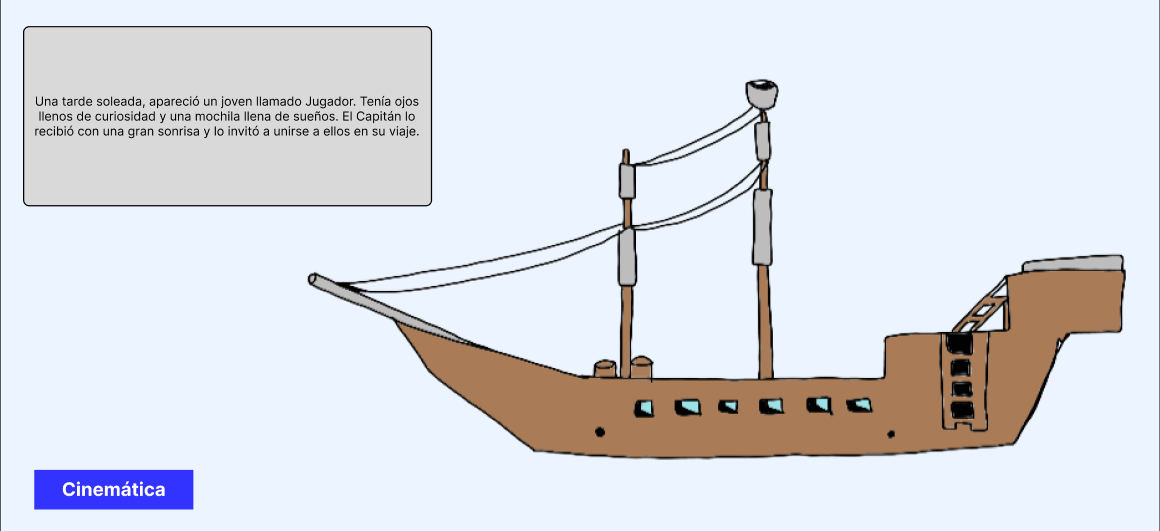 Una tarde soleada, apareció un joven llamado Jugador. Tenía ojos
llenos de curiosidad y una mochila llena de sueños. El Capitán lo
recibió con una gran sonrisa y lo invitó a unirse a ellos en su viaje.
Cinemática